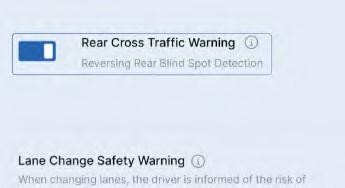 Rear Cross Traffic Warning
Reversing Rear Blind Spot Detection
Lane Change Safety Warning
When changing lanes, the driver is informed of the risk of